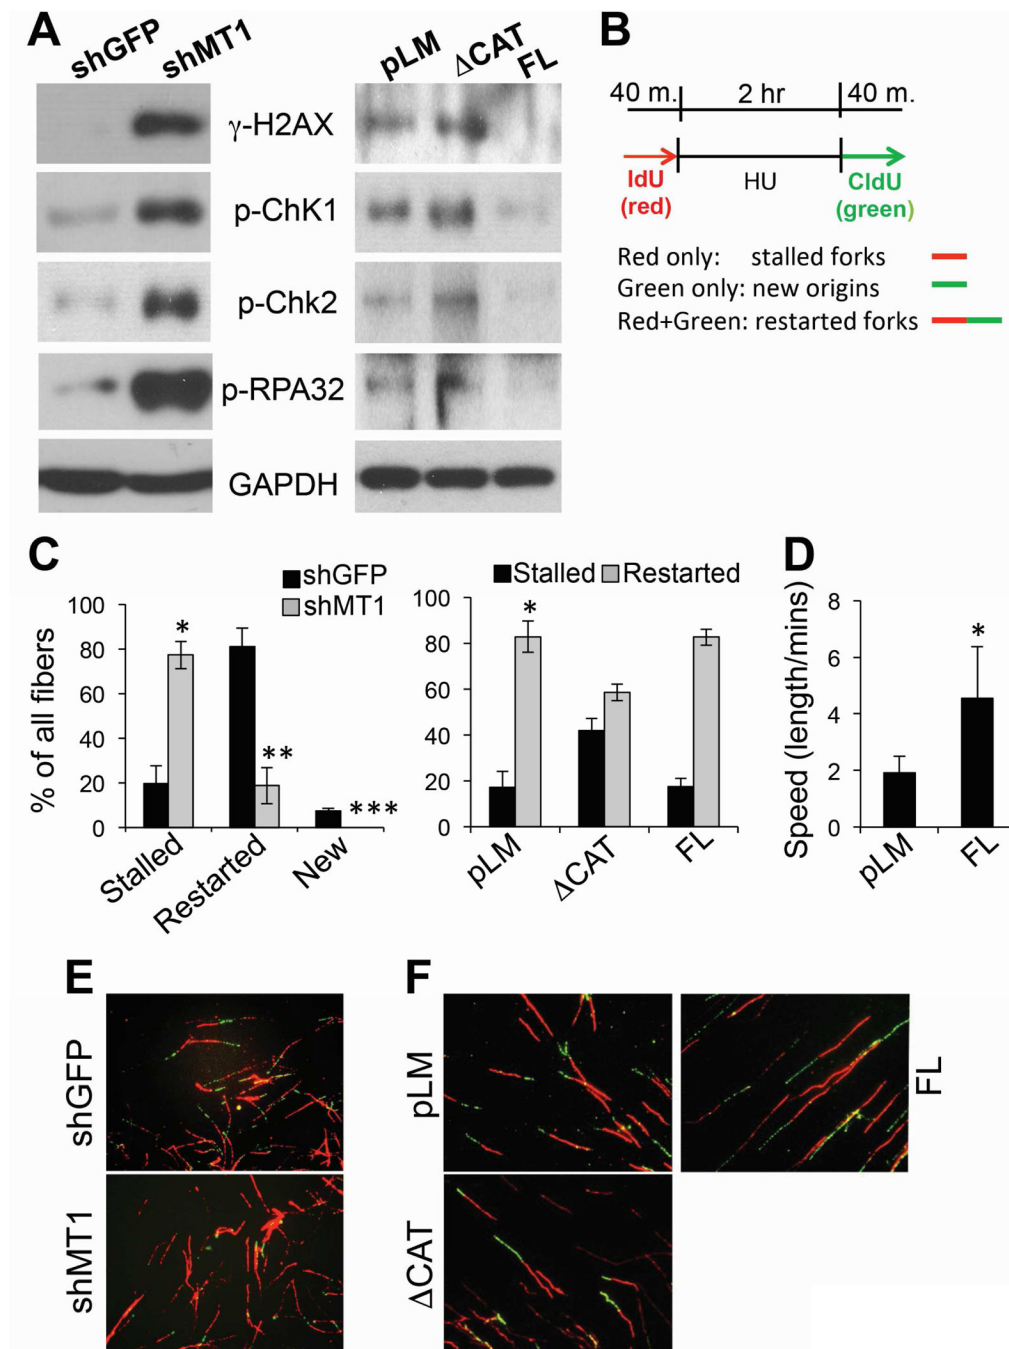 A
shGFP
shMT1
pLM
ΔCAT
FL
γ-H2AX
p-ChK1
p-Chk2
p-RPA32
GAPDH
B
40 m.
2 hr
40 m.
IdU
(red)
HU
CldU
(green)
Red only: stalled forks
Green only: new origins
Red+Green: restarted forks
C
shGFP
shMT1
% of all fibers
100
80
60
40
20
0
*
**
***
Stalled
Restarted
New
Stalled
Restarted
100
80
60
40
20
0
*
pLM
ΔCAT
FL
D
Speed (length/mins)
8
6
4
2
0
*
pLM
FL
E
shGFP
shMT1
F
pLM
FL
ΔCAT